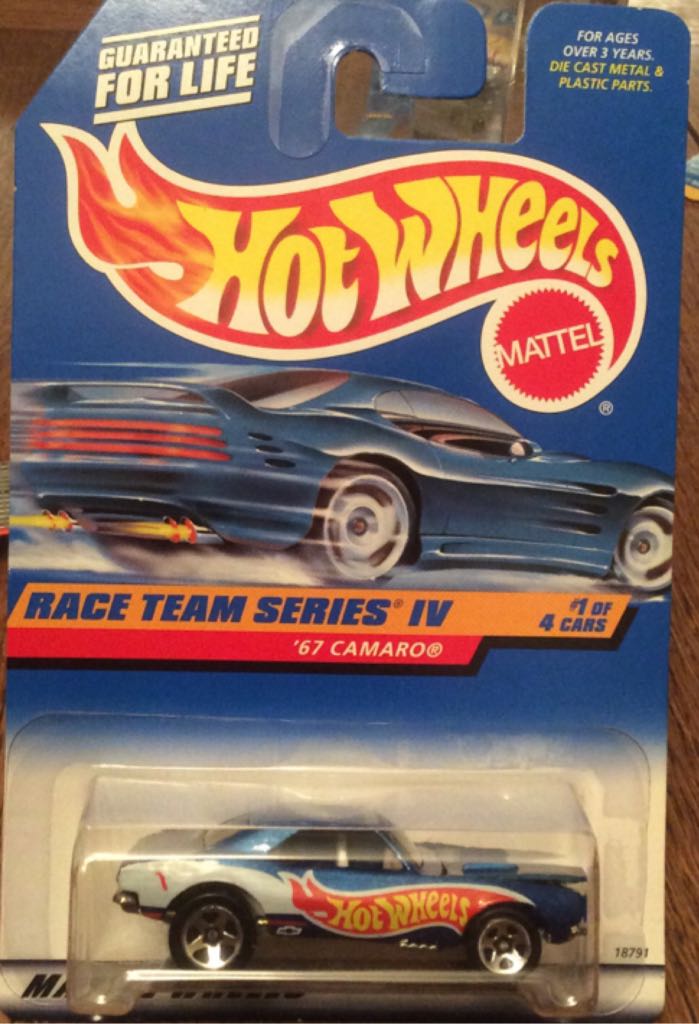 GUARANTEED
FOR LIFE
FOR AGES
OVER 3 YEARS.
DIE CAST METAL &
PLASTIC PARTS.
HOT WHEELS
MATTEL
®
RACE TEAM SERIES® IV
#1 OF
4 CARS
'67 CAMARO®
HOT WHEELS
18791